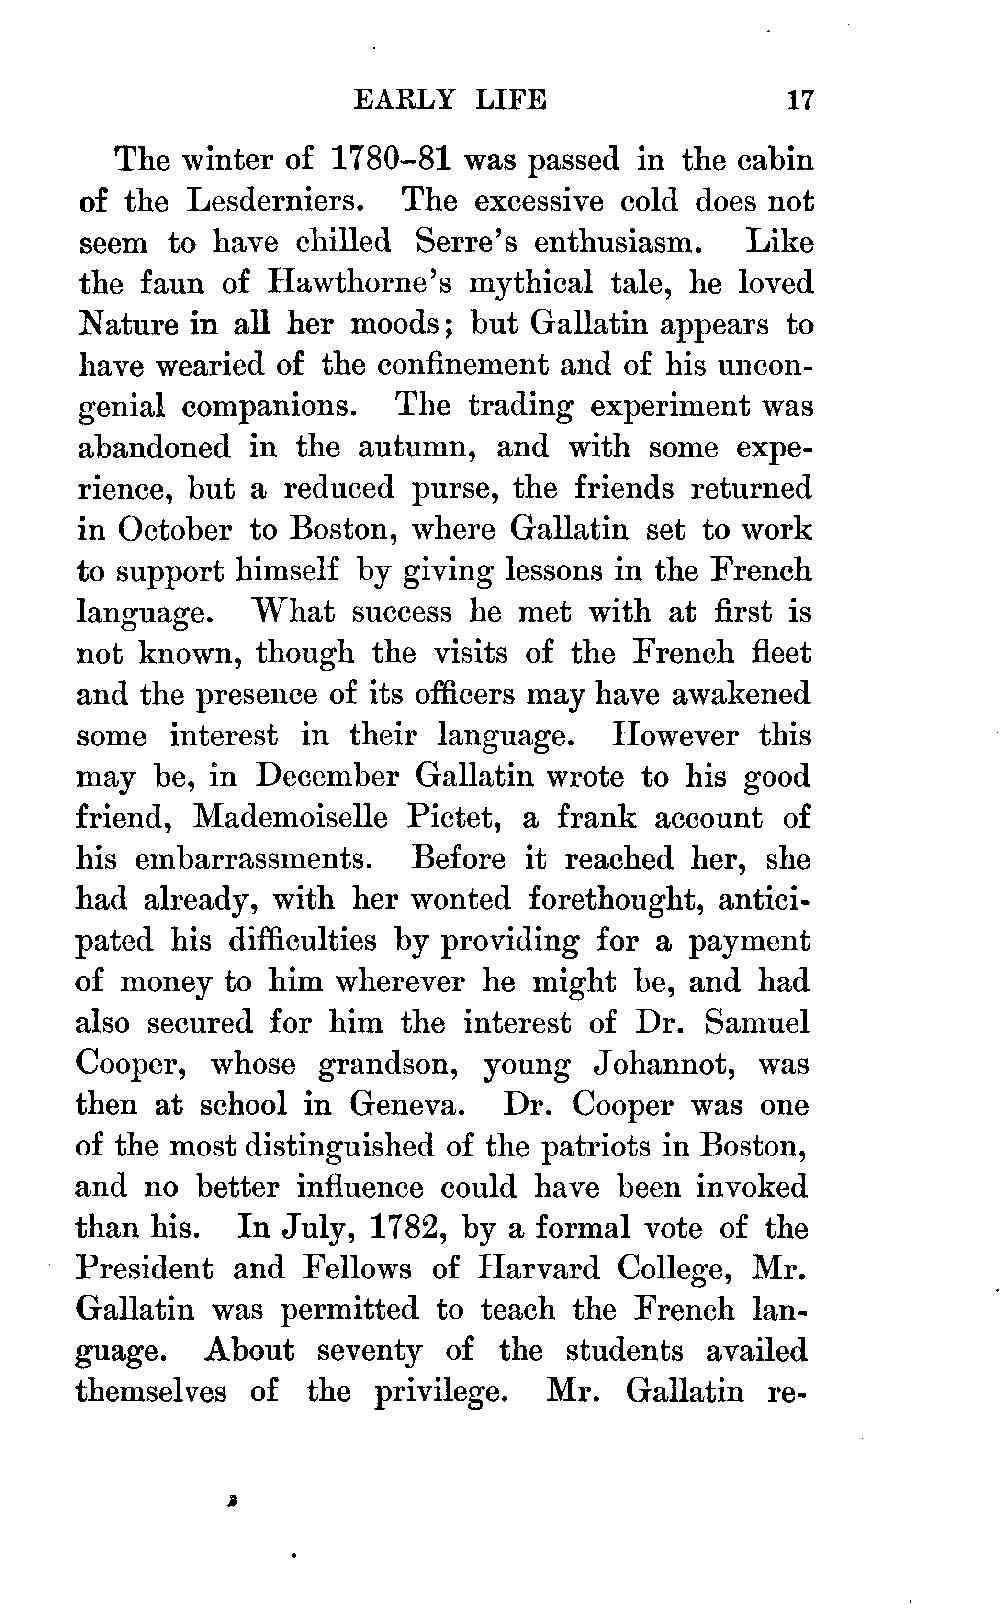 EARLY LIFE 17
The winter of 1780–81 was passed in the cabin
of the Lesderniers. The excessive cold does not
seem to have chilled Serre's enthusiasm. Like
the faun of Hawthorne's mythical tale, he loved
Nature in all her moods; but Gallatin appears to
have wearied of the confinement and of his uncon-
genial companions. The trading experiment was
abandoned in the autumn, and with some expe-
rience, but a reduced purse, the friends returned
in October to Boston, where Gallatin set to work
to support himself by giving lessons in the French
language. What success he met with at first is
not known, though the visits of the French fleet
and the presence of its officers may have awakened
some interest in their language. However this
may be, in December Gallatin wrote to his good
friend, Mademoiselle Pictet, a frank account of
his embarrassments. Before it reached her, she
had already, with her wonted forethought, antici-
pated his difficulties by providing for a payment
of money to him wherever he might be, and had
also secured for him the interest of Dr. Samuel
Cooper, whose grandson, young Johannot, was
then at school in Geneva. Dr. Cooper was one
of the most distinguished of the patriots in Boston,
and no better influence could have been invoked
than his. In July, 1782, by a formal vote of the
President and Fellows of Harvard College, Mr.
Gallatin was permitted to teach the French lan-
guage. About seventy of the students availed
themselves of the privilege. Mr. Gallatin re-